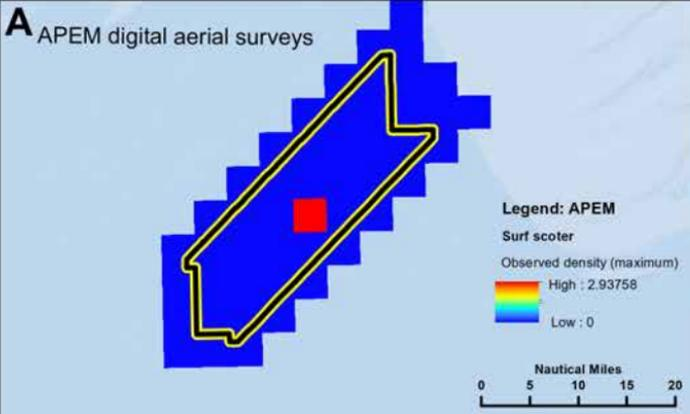 A APEM digital aerial surveys
Legend: APEM
Surf scoter
Observed density (maximum)
High : 2.93758
Low : 0
Nautical Miles
0 5 10 15 20